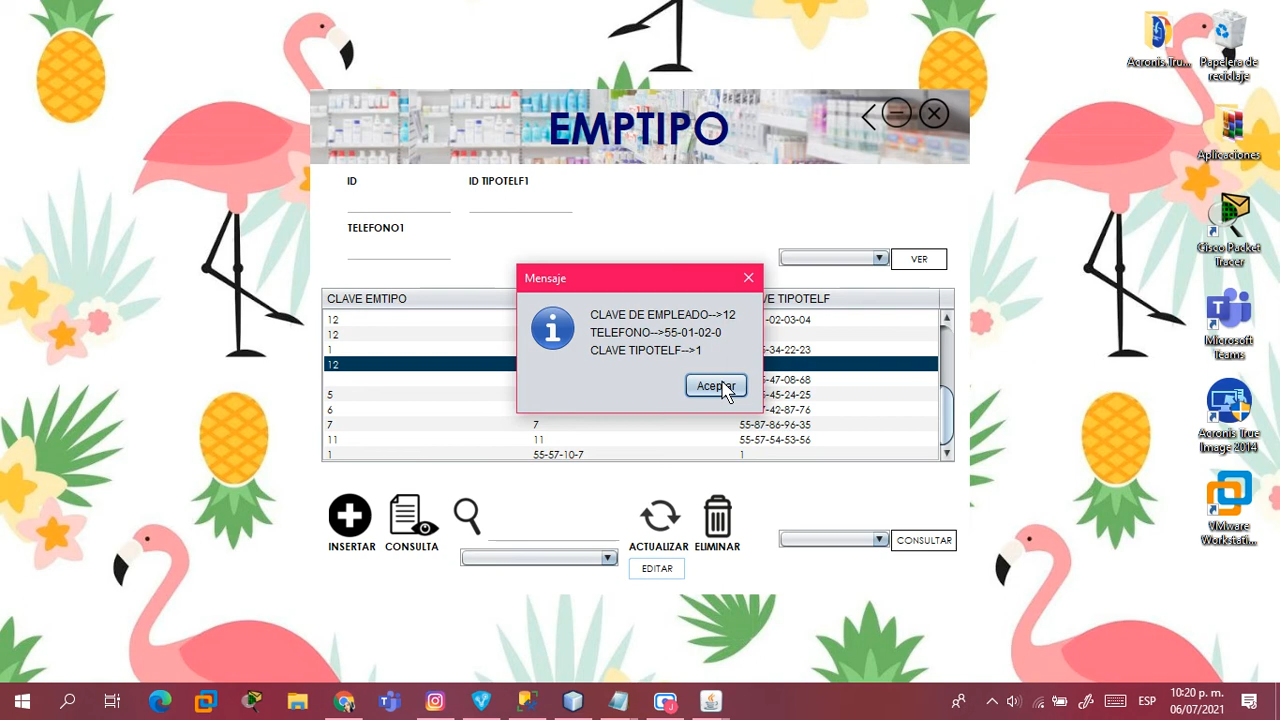 Acronis Tru...
Papelera de
reciclaje
EMPTIPO
ID
ID TIPOTELF1
TELEFONO1
Aplicaciones
VER
Cisco Packet
Tracer
Mensaje
CLAVE DE EMPLEADO-->12
TELEFONO-->55-01-02-0
CLAVE TIPOTELF-->1
Aceptar
CLAVE EMTIPO
VE TIPOTELF
12
-02-03-04
12
1
-34-22-23
12
-47-08-68
5
-45-24-25
6
-42-87-76
7
7
55-87-86-96-35
11
11
55-57-54-53-56
1
55-57-10-7
1
Microsoft
Teams
Acronis True
Image 2014
VMware
Workstati...
INSERTAR
CONSULTA
ACTUALIZAR
ELIMINAR
CONSULTAR
EDITAR
ESP
10:20 p. m.
06/07/2021